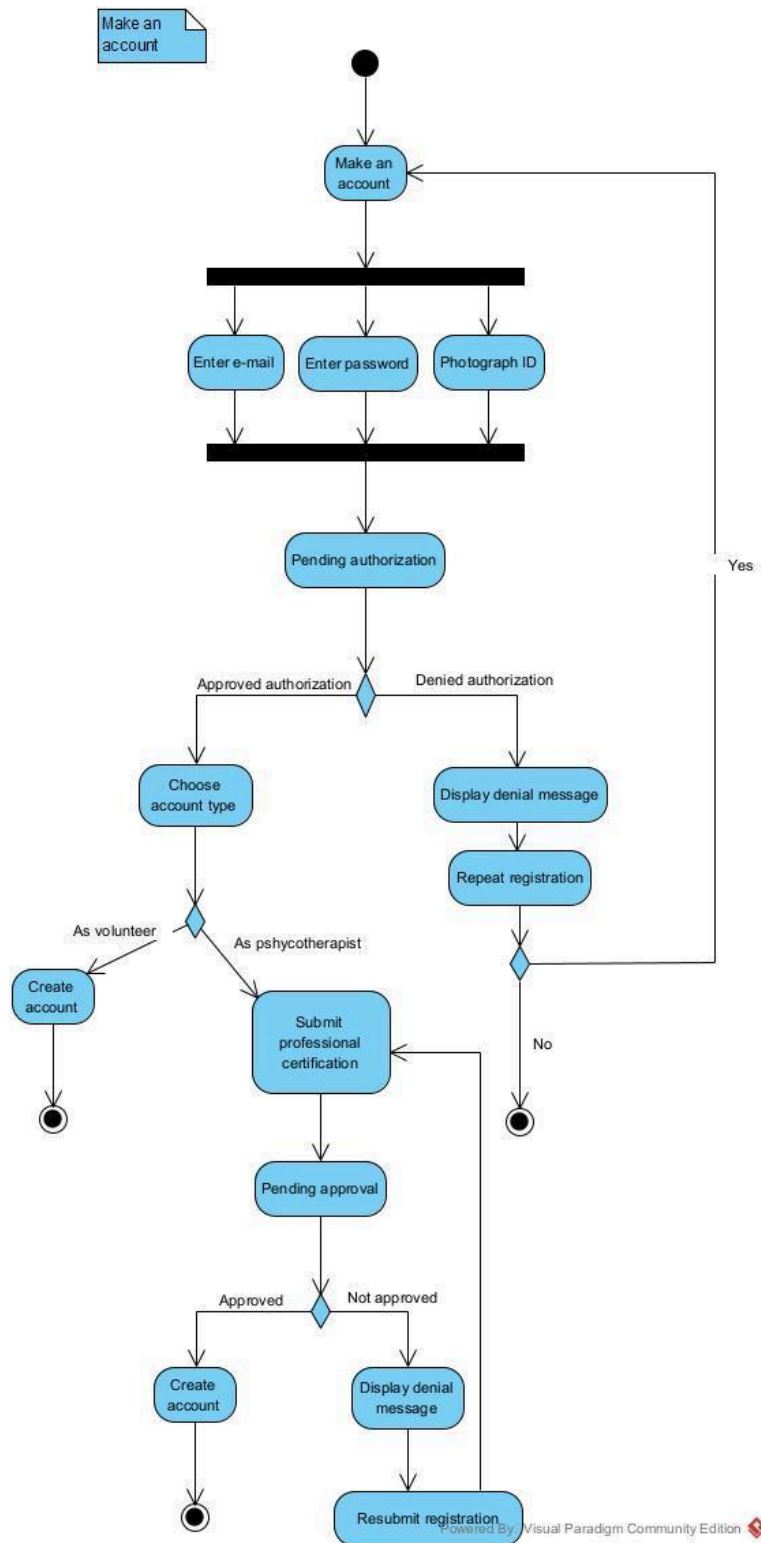 Make an
account
Make an
account
Enter e-mail
Enter password
Photograph ID
Pending authorization
Yes
Approved authorization
Denied authorization
Choose
account type
Display denial message
Repeat registration
As volunteer
As pshycotherapist
Create
account
Submit
professional
certification
No
Pending approval
Approved
Not approved
Create
account
Display denial
message
Resubmit registration
Powered By Visual Paradigm Community Edition